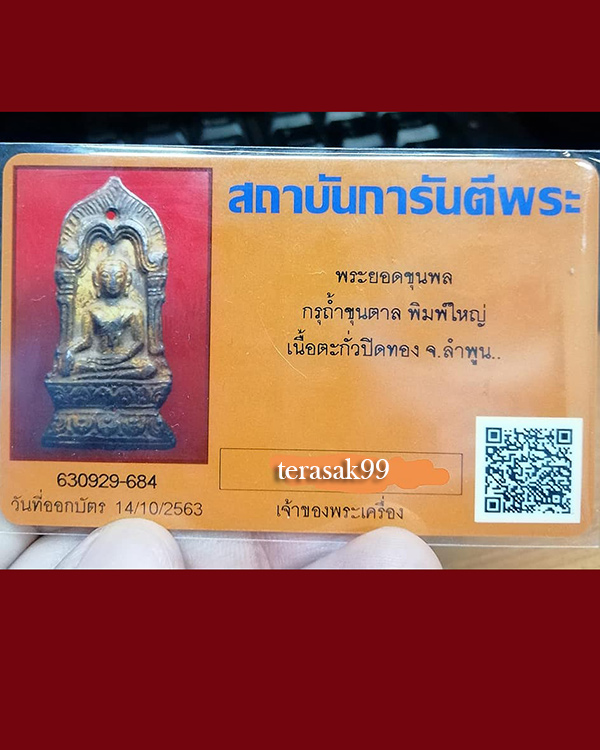 สถาบันการันตีพระ
พระยอดขุนพล
กรุถ้ำขุนตาล พิมพ์ใหญ่
เนื้อตะกั่วปิดทอง จ.ลำพูน..
terasak99
630929-684
วันที่ออกบัตร 14/10/2563
เจ้าของพระเครื่อง